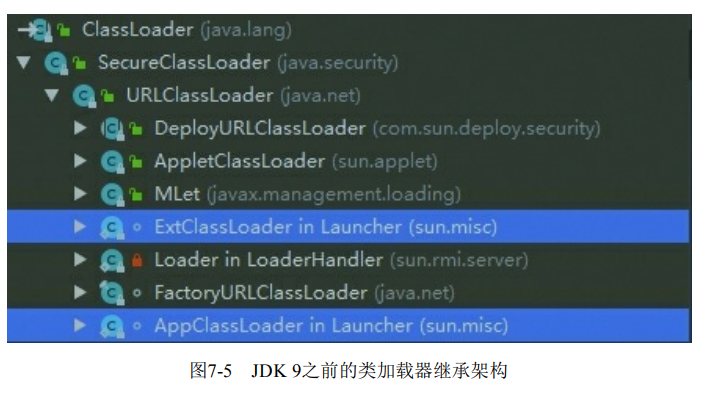 ClassLoader (java.lang)
SecureClassLoader (java.security)
URLClassLoader (java.net)
DeployURLClassLoader (com.sun.deploy.security)
AppletClassLoader (sun.applet)
MLet (javax.management.loading)
ExtClassLoader in Launcher (sun.misc)
Loader in LoaderHandler (sun.rmi.server)
FactoryURLClassLoader (java.net)
AppClassLoader in Launcher (sun.misc)
图7-5 JDK 9之前的类加载器继承架构